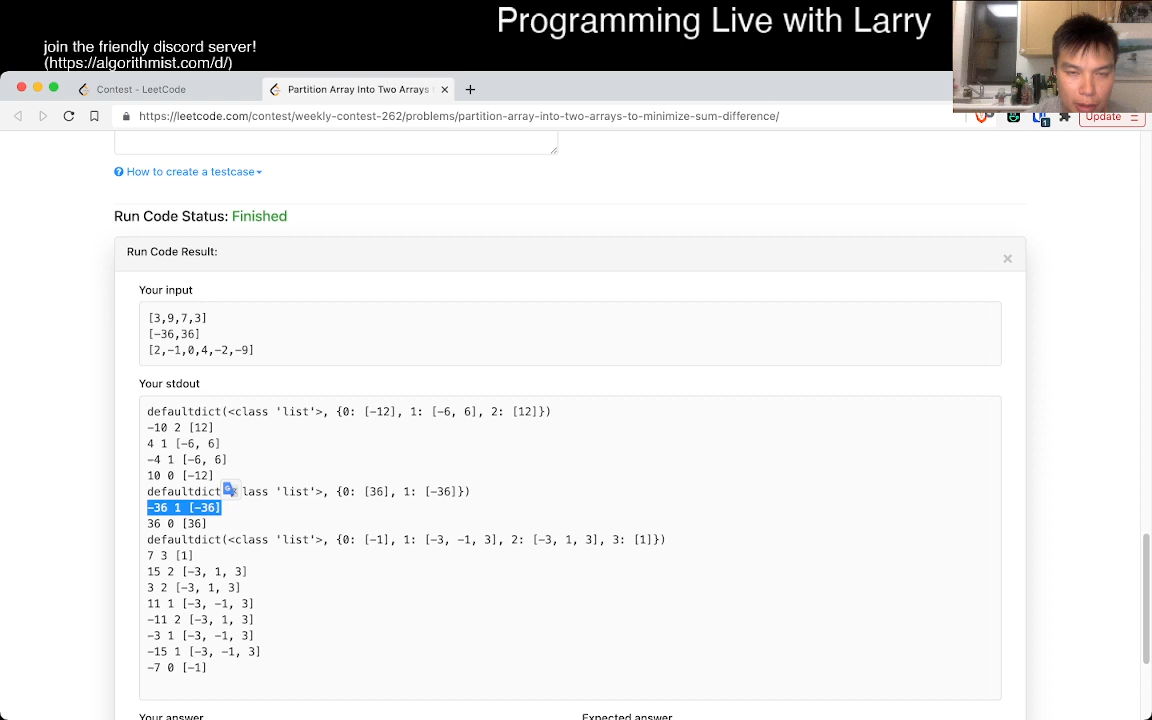 Programming Live with Larry
join the friendly discord server!
(https://algorithmist.com/d/)
Contest - LeetCode
Partition Array Into Two Arrays
https://leetcode.com/contest/weekly-contest-262/problems/partition-array-into-two-arrays-to-minimize-sum-difference/
Update
How to create a testcase
Run Code Status: Finished
Run Code Result:
Your input
[3,9,7,3]
[-36,36]
[2,-1,0,4,-2,-9]
Your stdout
defaultdict(<class 'list'>, {0: [-12], 1: [-6, 6], 2: [12]})
-10 2 [12]
4 1 [-6, 6]
-4 1 [-6, 6]
10 0 [-12]
defaultdict lass 'list'>, {0: [36], 1: [-36]})
-36 1 [-36]
36 0 [36]
defaultdict(<class 'list'>, {0: [-1], 1: [-3, -1, 3], 2: [-3, 1, 3], 3: [1]})
7 3 [1]
15 2 [-3, 1, 3]
3 2 [-3, 1, 3]
11 1 [-3, -1, 3]
-11 2 [-3, 1, 3]
-3 1 [-3, -1, 3]
-15 1 [-3, -1, 3]
-7 0 [-1]
Your answer
Expected answer